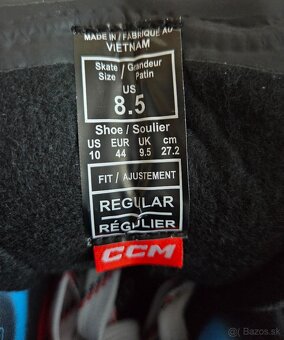 MADE IN / FABRIQUÉ AU
VIETNAM
Skate / Grandeur
Size / Patin
US
8.5
Shoe / Soulier
US EUR UK cm
10 44 9.5 27.2
FIT / AJUSTEMENT
REGULAR
RÉGULIER
CCM
@bazos.sk